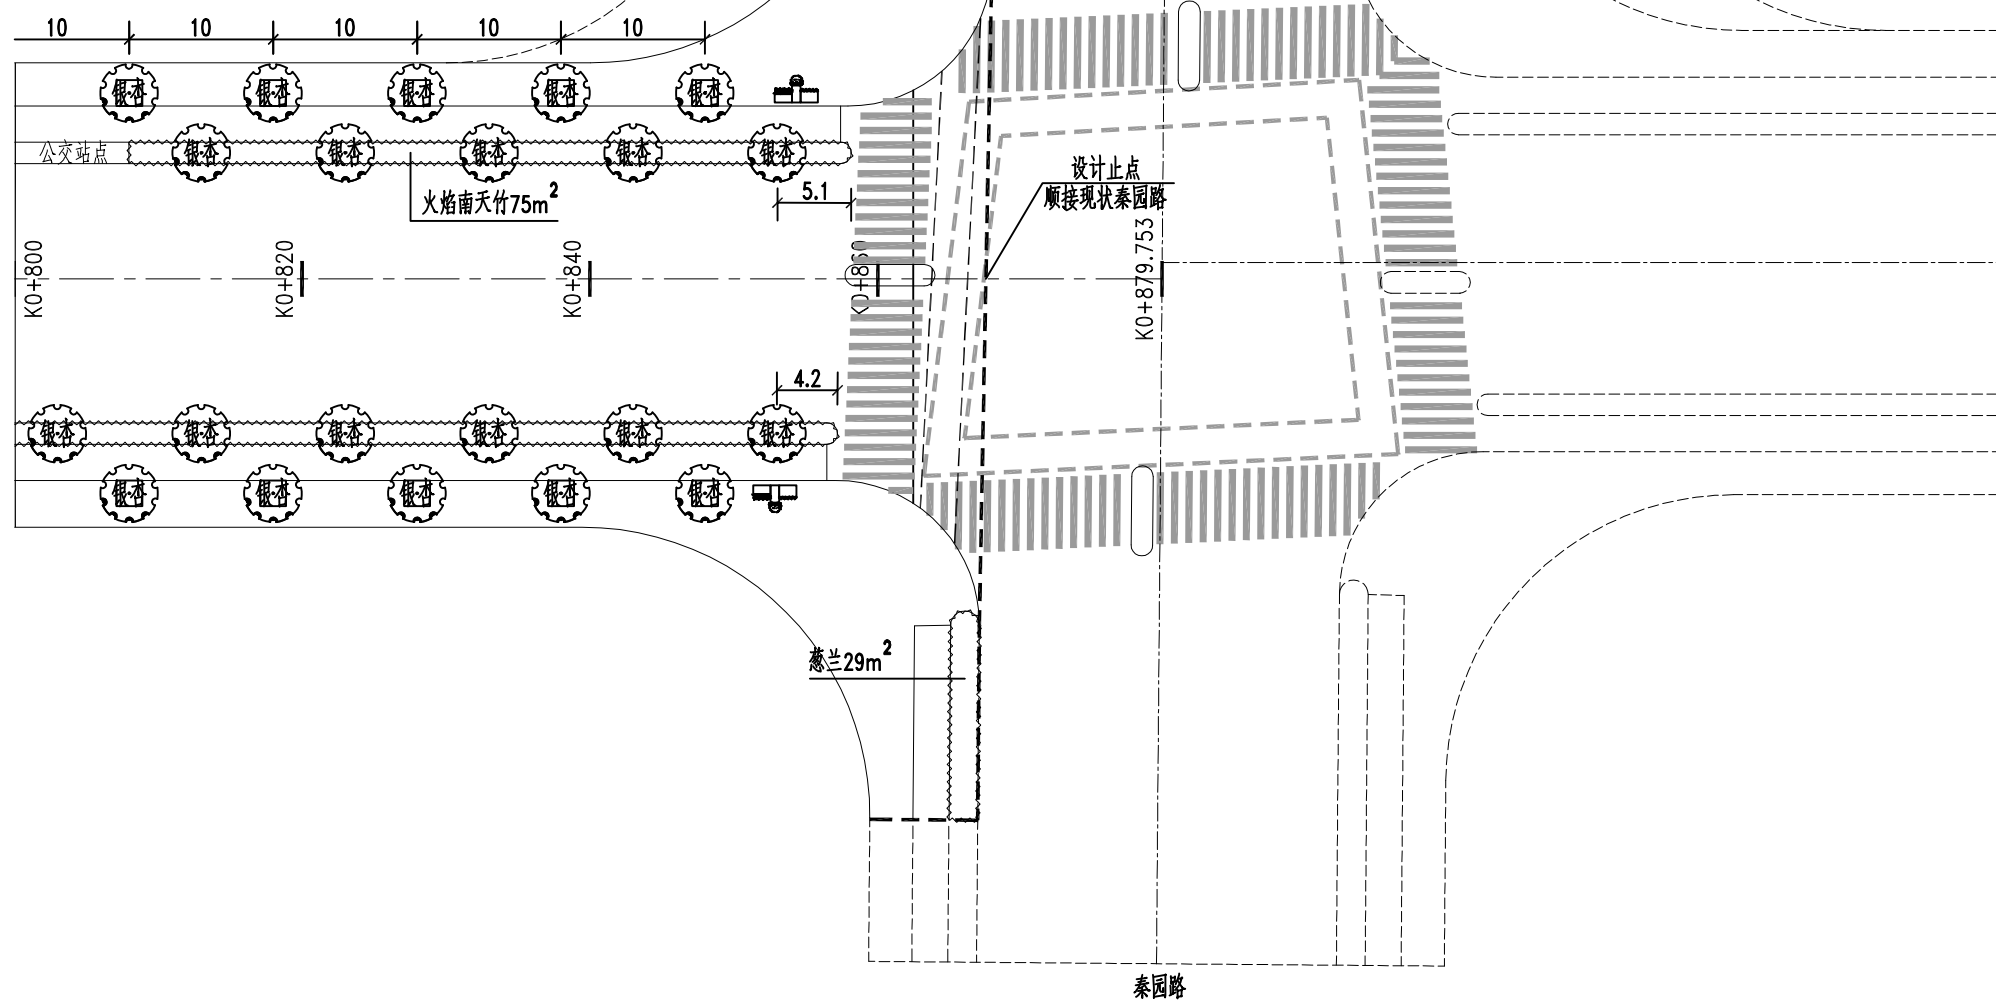 10 10 10 10 10
银杏 银杏 银杏 银杏 银杏
公交站点 银杏 银杏 银杏 银杏 银杏
设计止点
顺接现状秦园路
火焰南天竹75m²
5.1
K0+800 K0+820 K0+840 K0+860 K0+879.753
4.2
银杏 银杏 银杏 银杏 银杏 银杏
银杏 银杏 银杏 银杏 银杏
葱兰29m²
秦园路